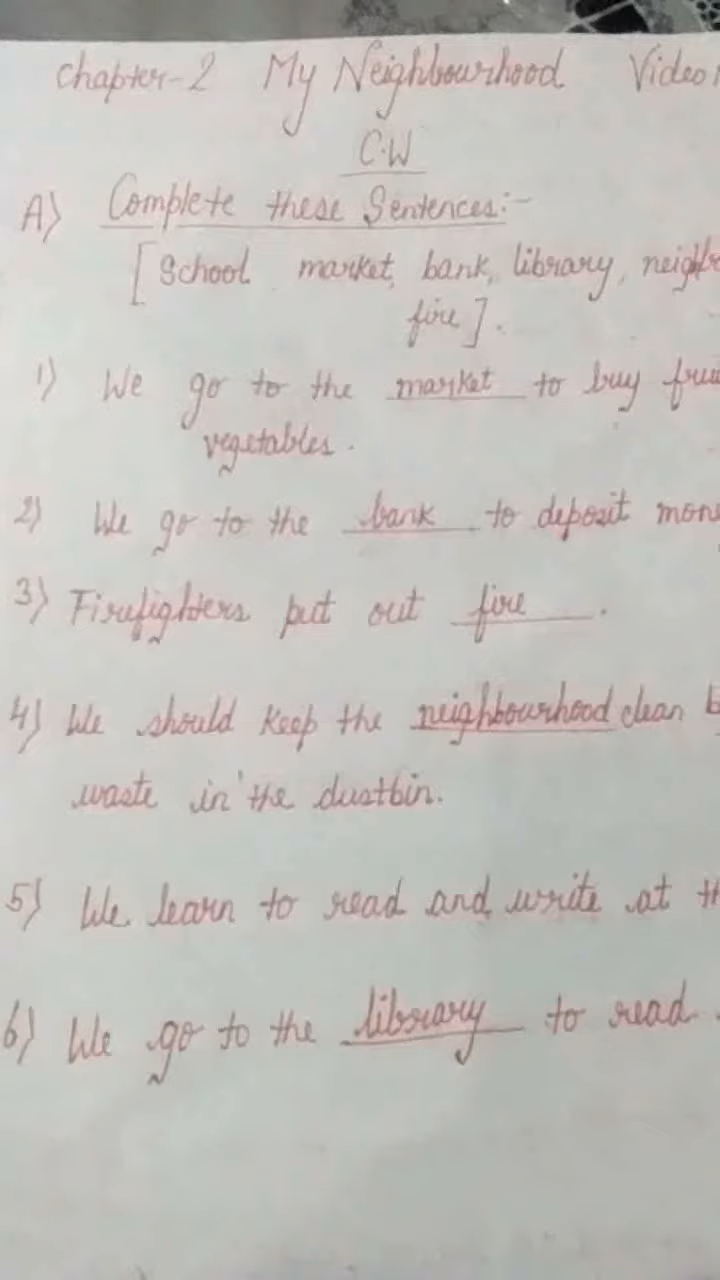 Chapter-2 My Neighbourhood Video
C.W
A) Complete these Sentences:-
[School market, bank, library,
fire].
1) We go to the market to buy
vegetables.
2) We go to the bank to deposit
3) Firefighters put out fire.
4) We should keep the neighbourhood clean
waste in the dustbin.
5) We learn to read and write at
6) We go to the library to read